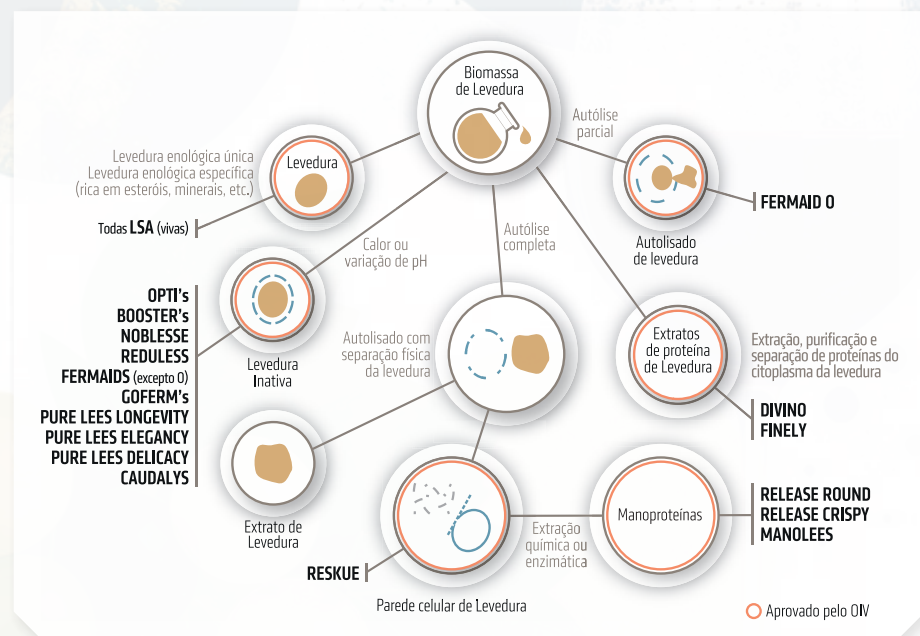 Biomassa
de Levedura
Autólise
parcial
Levedura enológica única
Levedura enológica específica
(rica em esteróis, minerais, etc.)
Levedura
Todas LSA (vivas)
FERMAID O
Autolisado
de levedura
Calor ou
variação de pH
Autólise
completa
OPTI's
BOOSTER's
NOBLESSE
REDULESS
FERMAIDS (excepto O)
GOFERM's
PURE LEES LONGEVITY
PURE LEES ELEGANCY
PURE LEES DELICACY
CAUDALYS
Levedura
Inativa
Autolisado com
separação física
da levedura
Extratos
de proteína
de Levedura
Extração, purificação e
separação de proteínas do
citoplasma da levedura
DIVINO
FINELY
Extrato de
Levedura
RESKUE
Parede celular de Levedura
Extração
química ou
enzimática
Manoproteínas
RELEASE ROUND
RELEASE CRISPY
MANOLEES
Aprovado pelo OIV